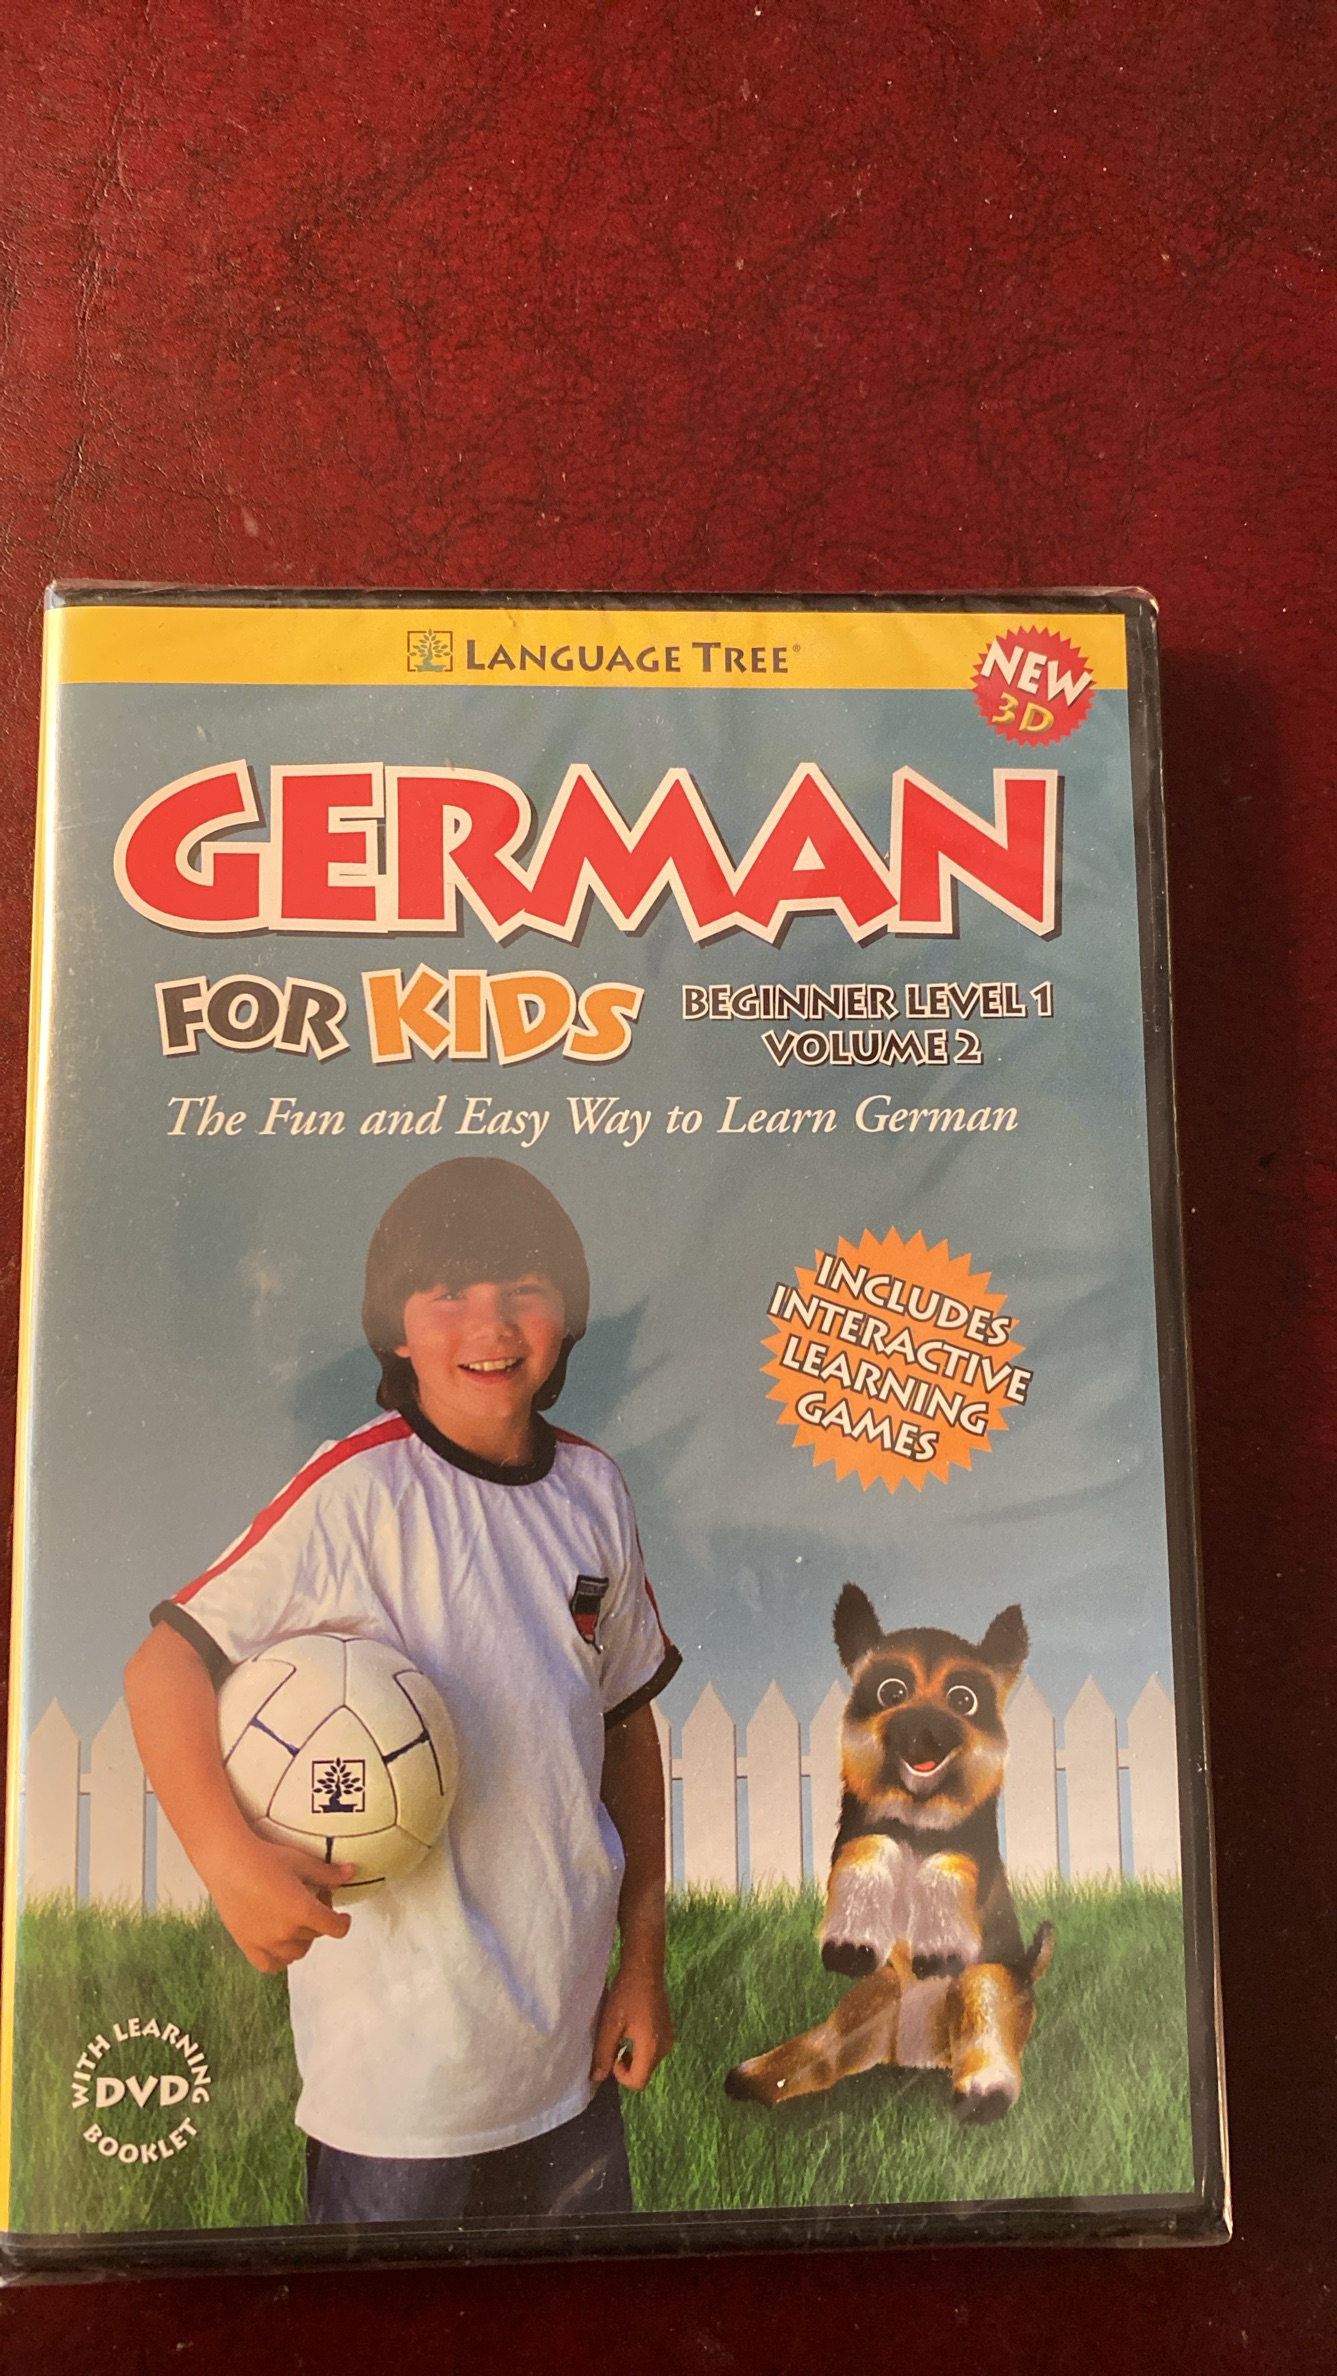 LANGUAGE TREE®
NEW
3D
GERMAN
FOR KIDS
BEGINNER LEVEL 1
VOLUME 2
The Fun and Easy Way to Learn German
INCLUDES
INTERACTIVE
LEARNING
GAMES
WITH LEARNING
DVD
BOOKLET